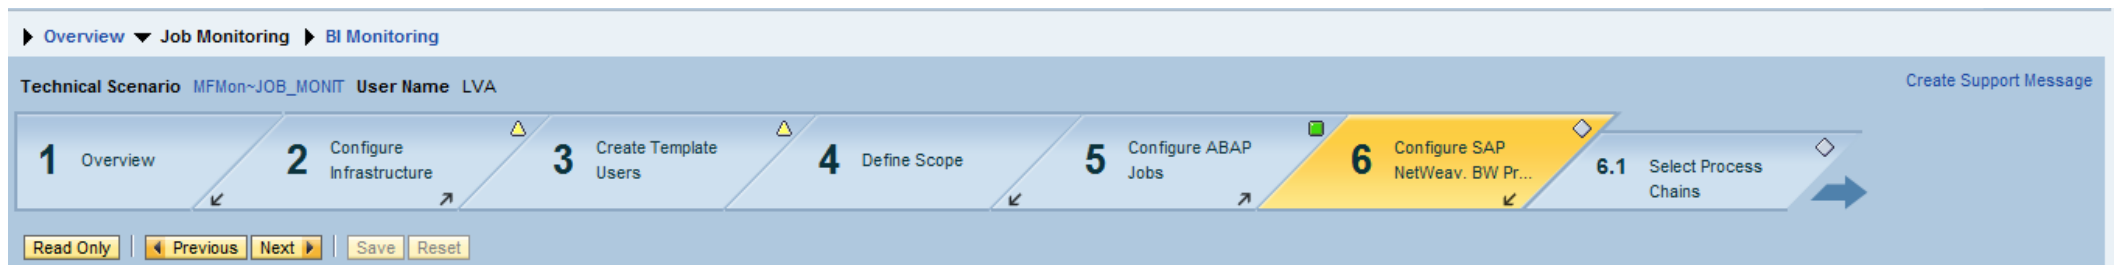 Overview Job Monitoring BI Monitoring
Technical Scenario MFMon~JOB_MONIT User Name LVA
Create Support Message
1 Overview
2 Configure
Infrastructure
3 Create Template
Users
4 Define Scope
5 Configure ABAP
Jobs
6 Configure SAP
NetWeav. BW Pr...
6.1 Select Process
Chains
Read Only Previous Next Save Reset